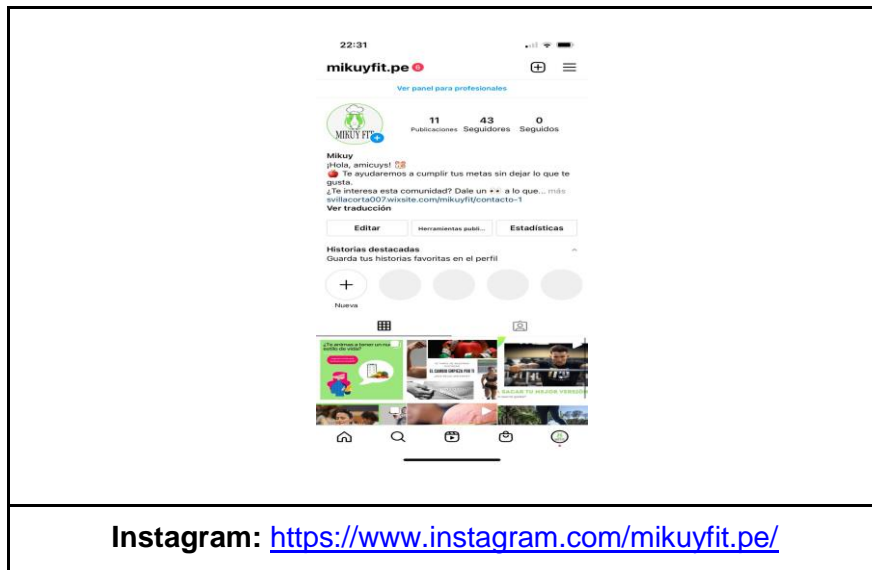 22:31
mikuyfit.pe 6
Ver panel para profesionales
MIKUY FIT
11 43 0
Publicaciones Seguidores Seguidos
Mikuy
¡Hola, amicuys!
Te ayudaremos a cumplir tus metas sin dejar lo que te
gusta.
¿Te interesa esta comunidad? Dale un 👀 a lo que... más
svillacorta007.wixsite.com/mikuyfit/contacto-1
Ver traducción
Editar Herramientas publi... Estadísticas
Historias destacadas
Guarda tus historias favoritas en el perfil
Nueva
¿Te animas a tener un
estilo de vida?
EL CAMBIO EMPIEZA POR TI
SACAR TU MEJOR VERSIÓN
Instagram: https://www.instagram.com/mikuyfit.pe/